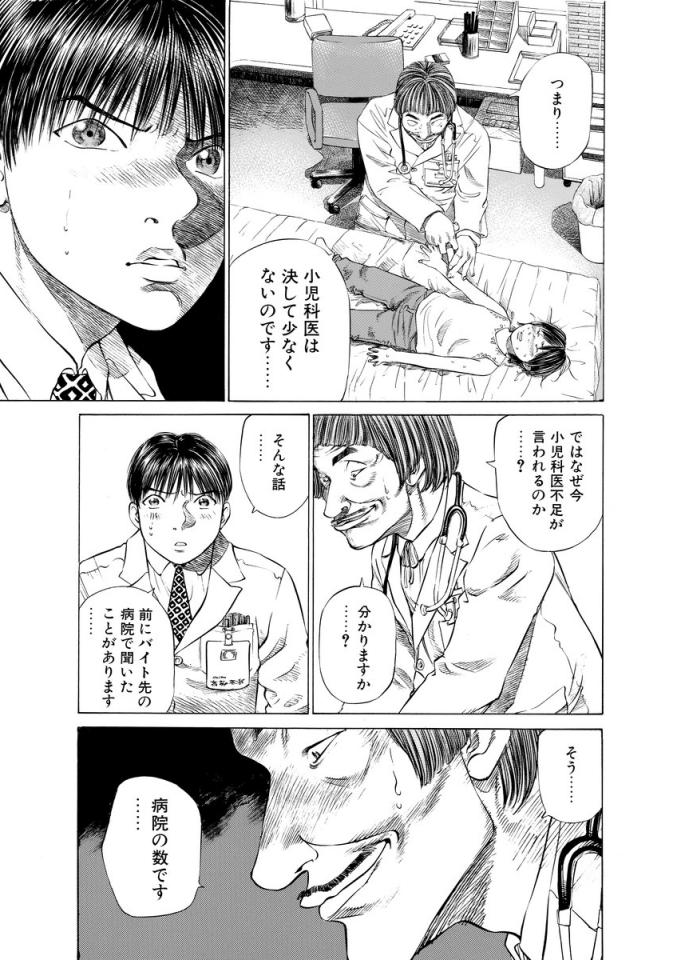 つまり……
小児科医は
決して少なく
ないのです……
ではなぜ今
小児科医不足が
言われるのか
……?
分かりますか
……?
そんな話
……
前にバイト先の
病院で聞いた
ことがあります
……
そう……
病院の数です
……